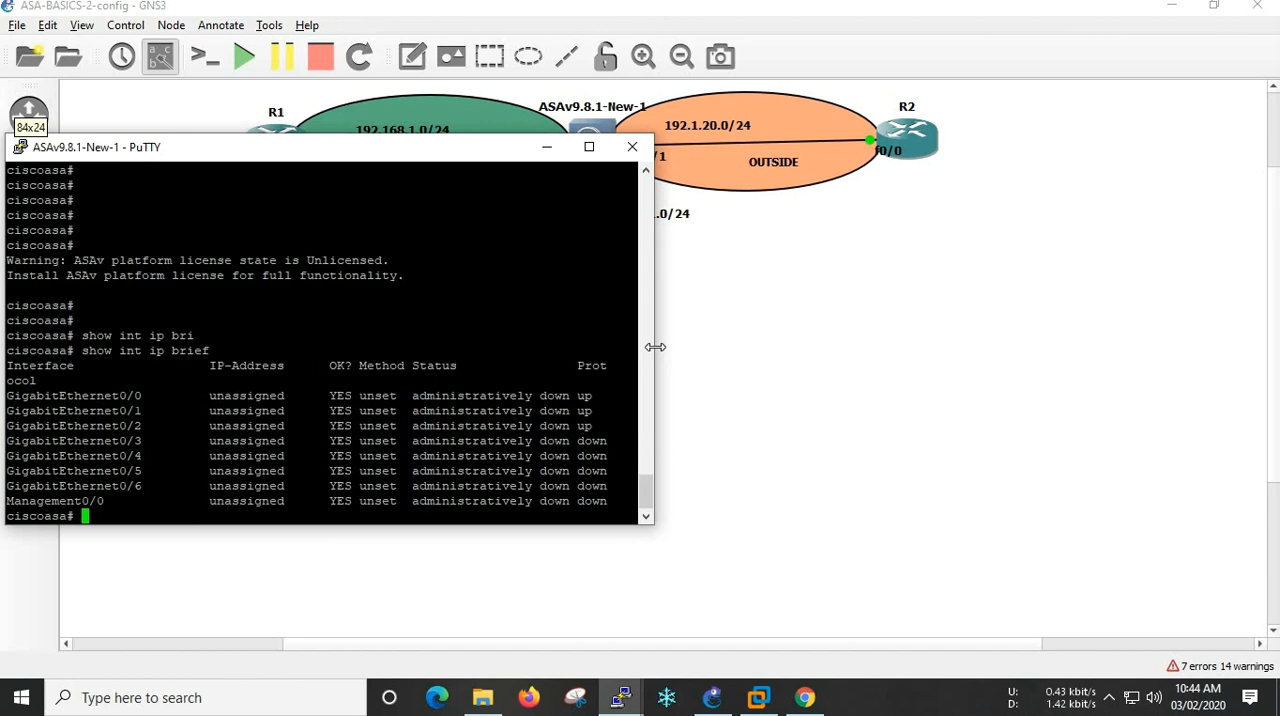 ASA-BASICS-2-config - GNS3
File Edit View Control Node Annotate Tools Help
84x24
R1
192.168.1.0/24
ASAv9.8.1-New-1
192.1.20.0/24
R2
/1
OUTSIDE
f0/0
.0/24
ASAv9.8.1-New-1 - PuTTY
ciscoasa#
ciscoasa#
ciscoasa#
ciscoasa#
ciscoasa#
ciscoasa#
Warning: ASAv platform license state is Unlicensed.
Install ASAv platform license for full functionality.
ciscoasa#
ciscoasa#
ciscoasa# show int ip bri
ciscoasa# show int ip brief
Interface IP-Address OK? Method Status Prot
ocol
GigabitEthernet0/0 unassigned YES unset administratively down up
GigabitEthernet0/1 unassigned YES unset administratively down up
GigabitEthernet0/2 unassigned YES unset administratively down up
GigabitEthernet0/3 unassigned YES unset administratively down down
GigabitEthernet0/4 unassigned YES unset administratively down down
GigabitEthernet0/5 unassigned YES unset administratively down down
GigabitEthernet0/6 unassigned YES unset administratively down down
Management0/0 unassigned YES unset administratively down down
ciscoasa#
7 errors 14 warnings
Type here to search
U: 0.43 kbit/s
D: 1.42 kbit/s
10:44 AM
03/02/2020